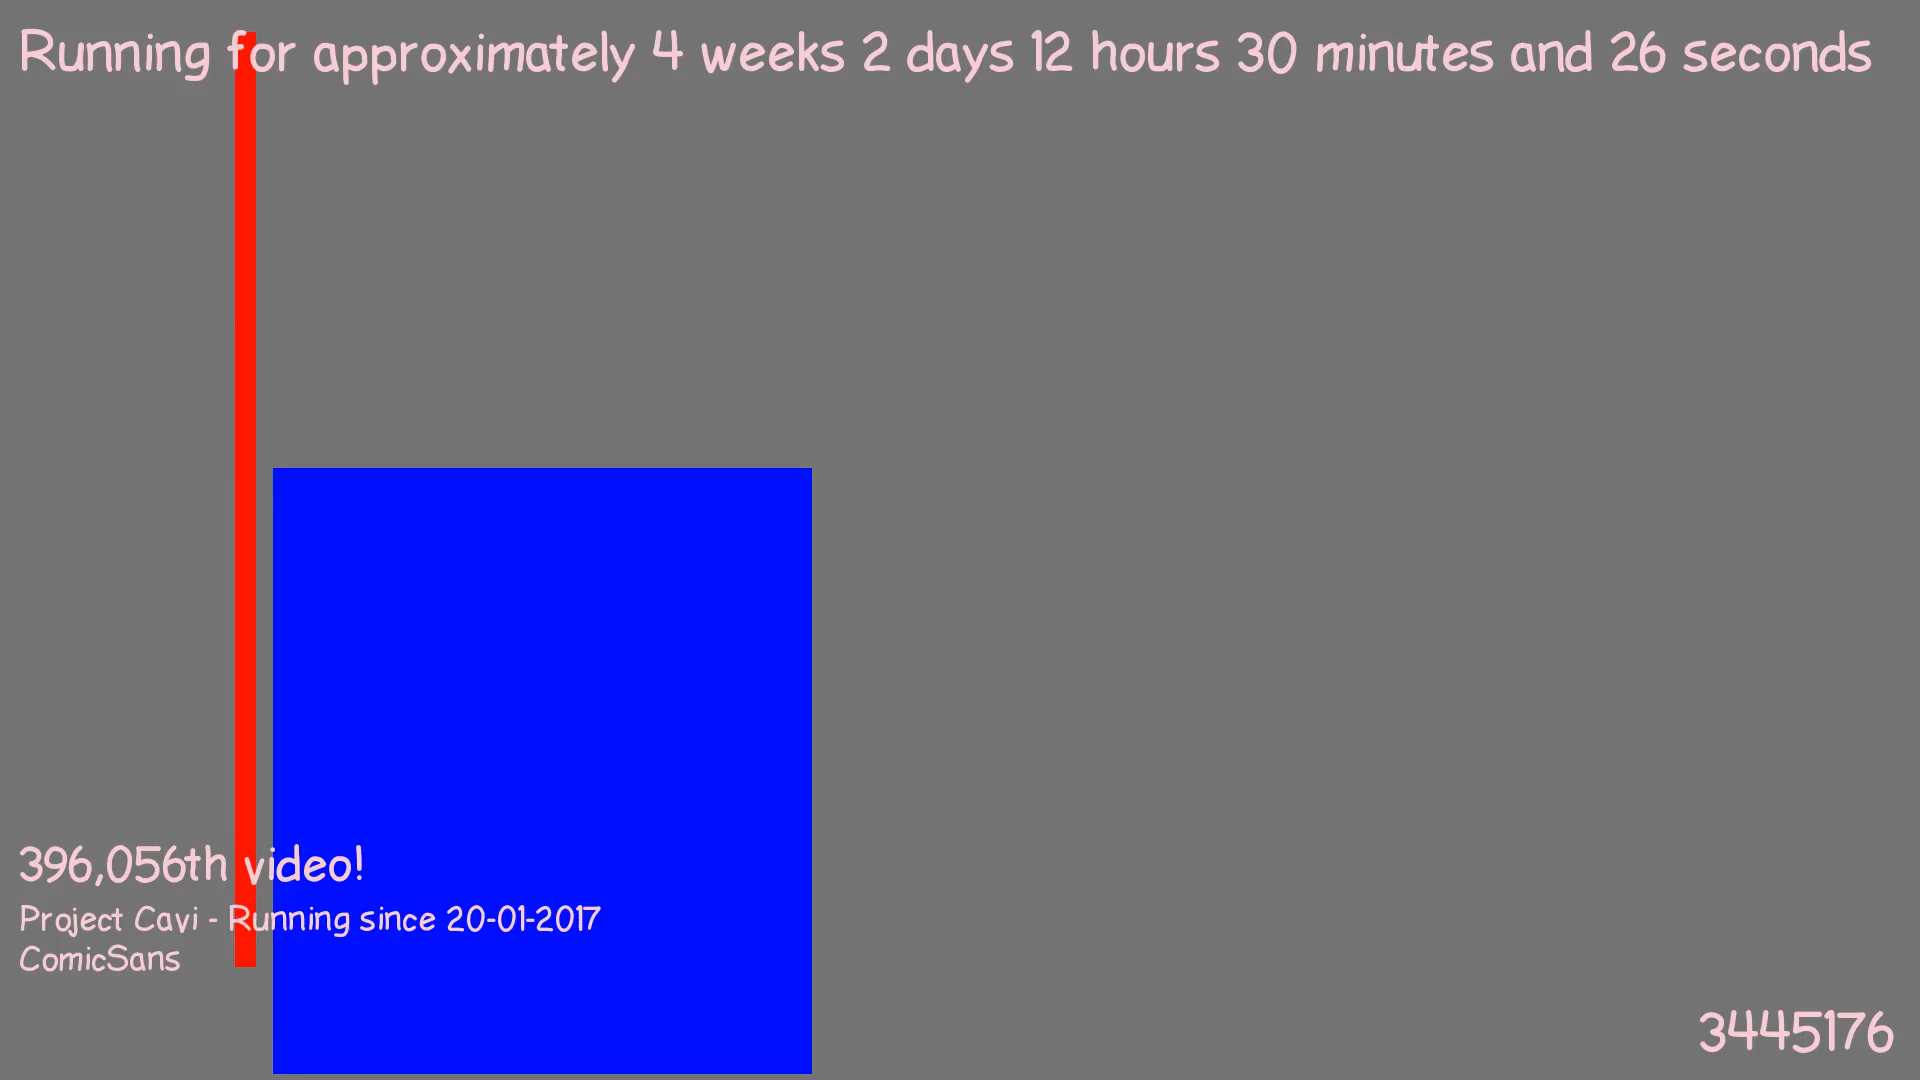 Running for approximately 4 weeks 2 days 12 hours 30 minutes and 26 seconds
396,056th video!
Project Cavi - Running since 20-01-2017
ComicSans
3445176